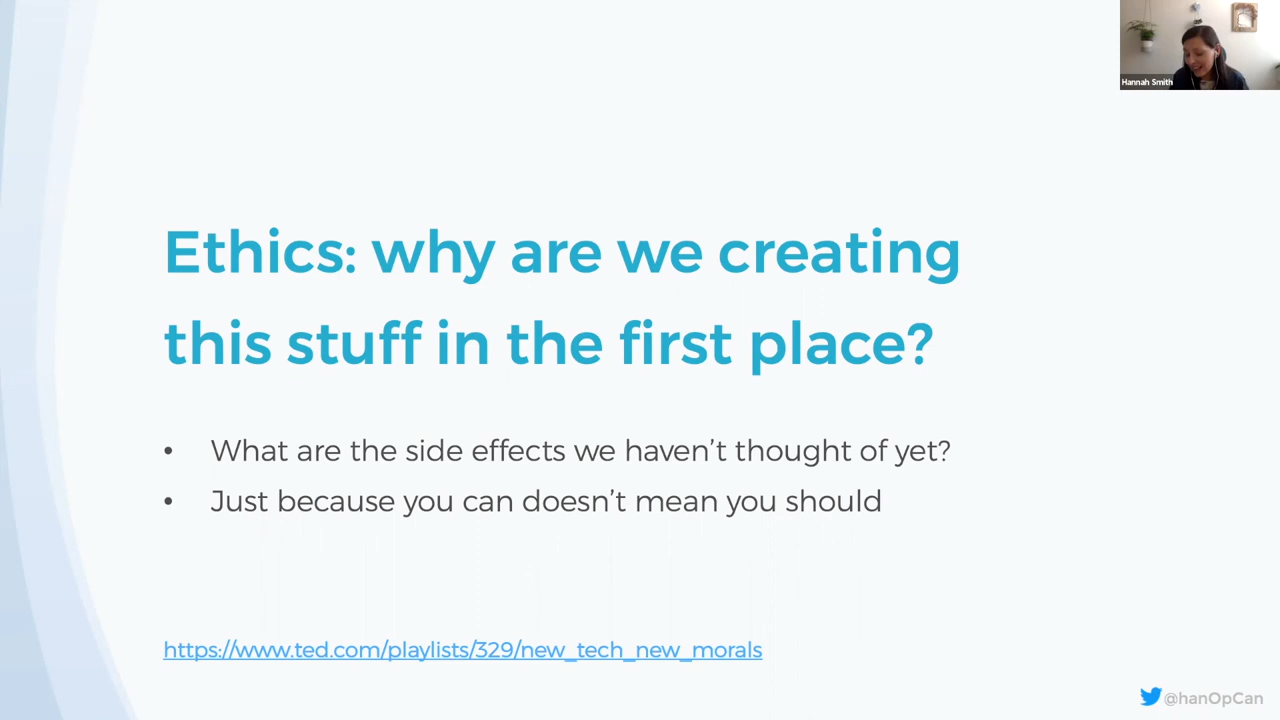 Hannah Smith
Ethics: why are we creating
this stuff in the first place?
• What are the side effects we haven’t thought of yet?
• Just because you can doesn’t mean you should
https://www.ted.com/playlists/329/new_tech_new_morals
@hanOpCan